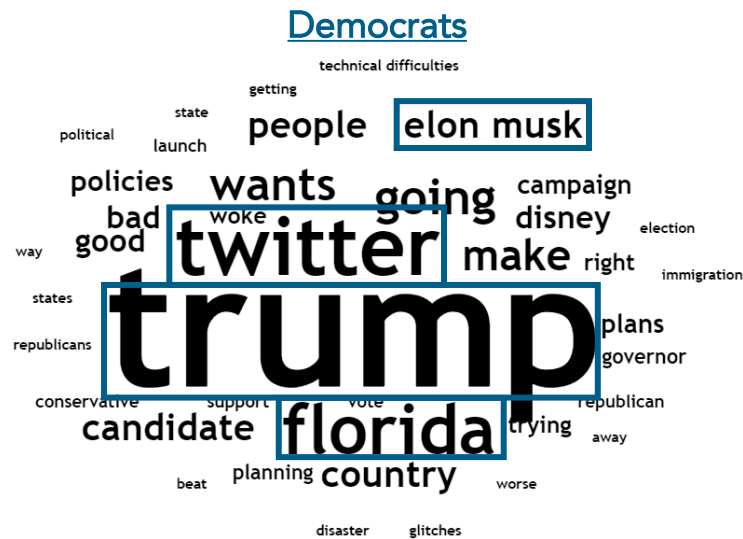 Democrats
technical difficulties
getting
state
people
elon musk
political
launch
policies
wants
going
campaign
bad
woke
disney
good
twitter
election
way
make
right
immigration
states
trump
plans
republicans
governor
conservative
support
vote
republican
candidate
florida
trying
away
beat
planning
country
worse
disaster
glitches